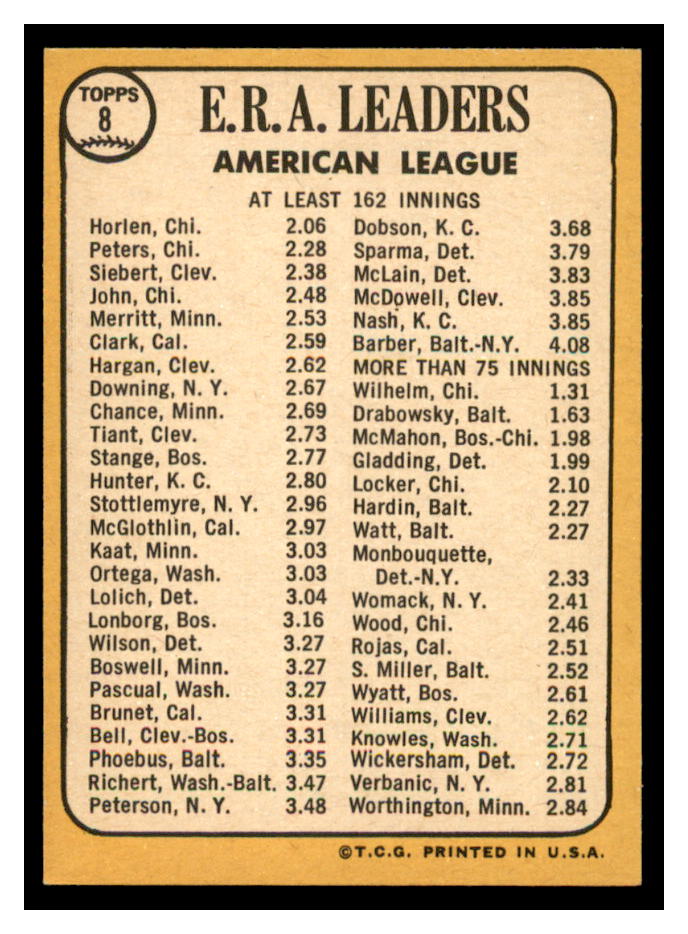 TOPPS
8
E.R.A. LEADERS
AMERICAN LEAGUE
AT LEAST 162 INNINGS
Horlen, Chi. 2.06
Peters, Chi. 2.28
Siebert, Clev. 2.38
John, Chi. 2.48
Merritt, Minn. 2.53
Clark, Cal. 2.59
Hargan, Clev. 2.62
Downing, N. Y. 2.67
Chance, Minn. 2.69
Tiant, Clev. 2.73
Stange, Bos. 2.77
Hunter, K. C. 2.80
Stottlemyre, N. Y. 2.96
McGlothlin, Cal. 2.97
Kaat, Minn. 3.03
Ortega, Wash. 3.03
Lolich, Det. 3.04
Lonborg, Bos. 3.16
Wilson, Det. 3.27
Boswell, Minn. 3.27
Pascual, Wash. 3.27
Brunet, Cal. 3.31
Bell, Clev.-Bos. 3.31
Phoebus, Balt. 3.35
Richert, Wash.-Balt. 3.47
Peterson, N. Y. 3.48
Dobson, K. C. 3.68
Sparma, Det. 3.79
McLain, Det. 3.83
McDowell, Clev. 3.85
Nash, K. C. 3.85
Barber, Balt.-N.Y. 4.08
MORE THAN 75 INNINGS
Wilhelm, Chi. 1.31
Drabowsky, Balt. 1.63
McMahon, Bos.-Chi. 1.98
Gladding, Det. 1.99
Locker, Chi. 2.10
Hardin, Balt. 2.27
Watt, Balt. 2.27
Monbouquette,
Det.-N.Y. 2.33
Womack, N. Y. 2.41
Wood, Chi. 2.46
Rojas, Cal. 2.51
S. Miller, Balt. 2.52
Wyatt, Bos. 2.61
Williams, Clev. 2.62
Knowles, Wash. 2.71
Wickersham, Det. 2.72
Verbanic, N. Y. 2.81
Worthington, Minn. 2.84
©T.C.G. PRINTED IN U.S.A.